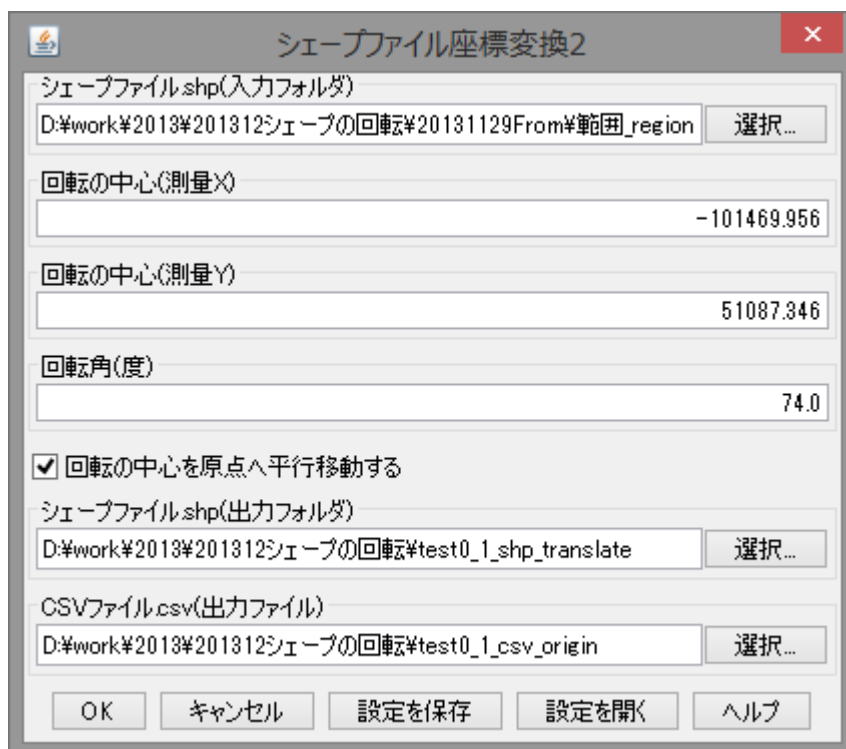 シェープファイル座標変換2
シェープファイル.shp(入力フォルダ)
D:¥work¥2013¥201312シェープの回転¥20131129From¥範囲_region
選択...
回転の中心(測量X)
-101469.956
回転の中心(測量Y)
51087.346
回転角(度)
74.0
回転の中心を原点へ平行移動する
シェープファイル.shp(出力フォルダ)
D:¥work¥2013¥201312シェープの回転¥test0_1_shp_translate
選択...
CSVファイル.csv(出力ファイル)
D:¥work¥2013¥201312シェープの回転¥test0_1_csv_origin
選択...
OK
キャンセル
設定を保存
設定を開く
ヘルプ